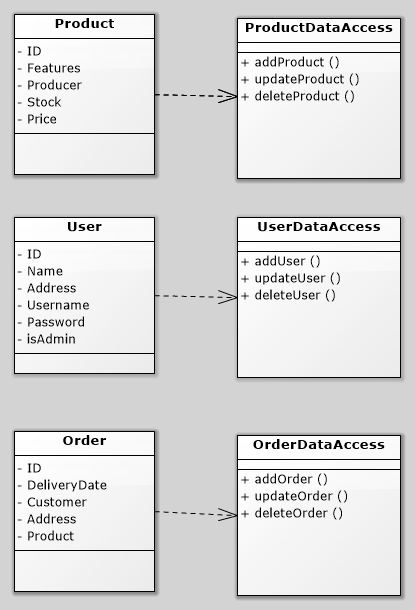 Product
- ID
- Features
- Producer
- Stock
- Price
ProductDataAccess
+ addProduct ()
+ updateProduct ()
+ deleteProduct ()
User
- ID
- Name
- Address
- Username
- Password
- isAdmin
UserDataAccess
+ addUser ()
+ updateUser ()
+ deleteUser ()
Order
- ID
- DeliveryDate
- Customer
- Address
- Product
OrderDataAccess
+ addOrder ()
+ updateOrder ()
+ deleteOrder ()